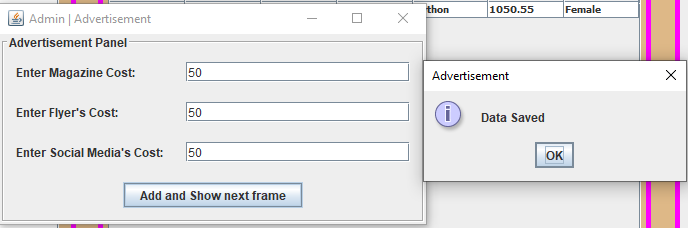 Admin | Advertisement
thon 1050.55 Female
Advertisement Panel
Enter Magazine Cost: 50
Enter Flyer's Cost: 50
Enter Social Media's Cost: 50
Add and Show next frame
Advertisement
Data Saved
OK